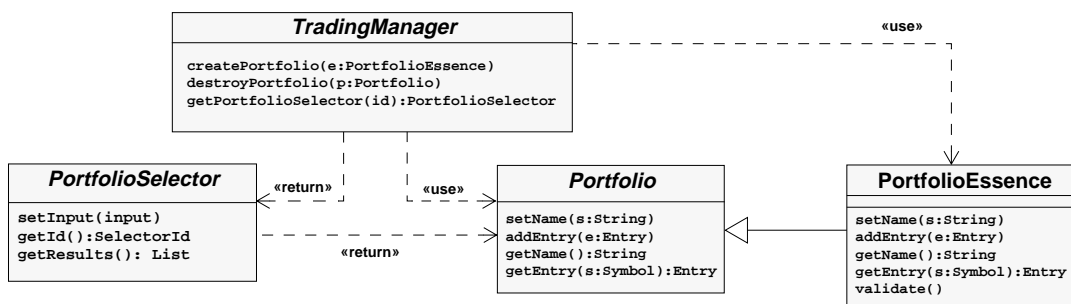 TradingManager
createPortfolio(e:PortfolioEssence)
destroyPortfolio(p:Portfolio)
getPortfolioSelector(id):PortfolioSelector
«use»
PortfolioSelector
setInput(input)
getId():SelectorId
getResults(): List
«return»
«use»
«return»
Portfolio
setName(s:String)
addEntry(e:Entry)
getName():String
getEntry(s:Symbol):Entry
PortfolioEssence
setName(s:String)
addEntry(e:Entry)
getName():String
getEntry(s:Symbol):Entry
validate()